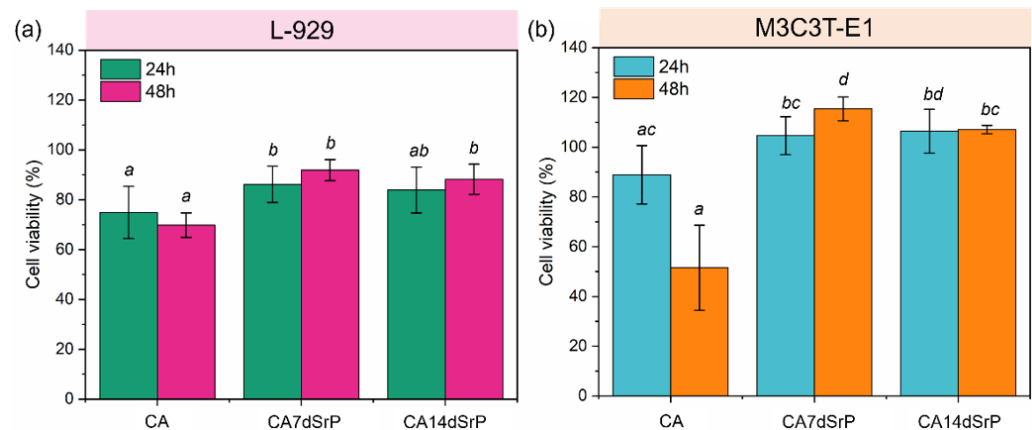 (a)
L-929
140
120
100
80
60
40
20
0
Cell viability (%)
24h
48h
a
a
b
b
ab
b
CA
CA7dSrP
CA14dSrP
(b)
M3C3T-E1
140
120
100
80
60
40
20
0
Cell viability (%)
24h
48h
ac
a
bc
d
bd
bc
CA
CA7dSrP
CA14dSrP